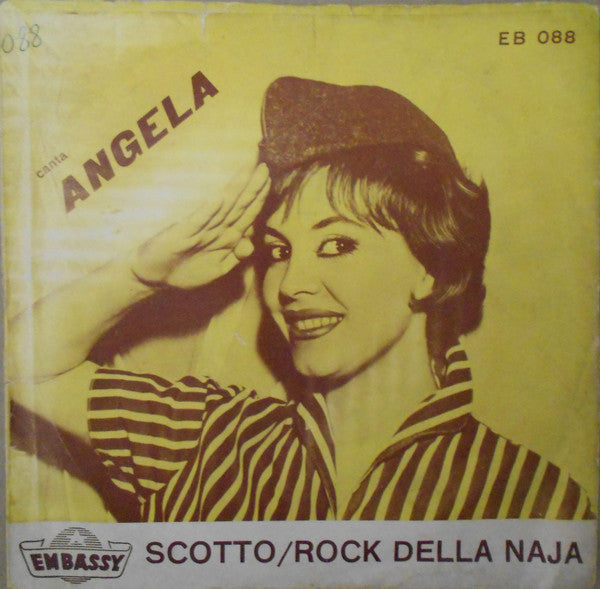 088
EB 088
canta
ANGELA
EMBASSY
SCOTTO/ROCK DELLA NAJA